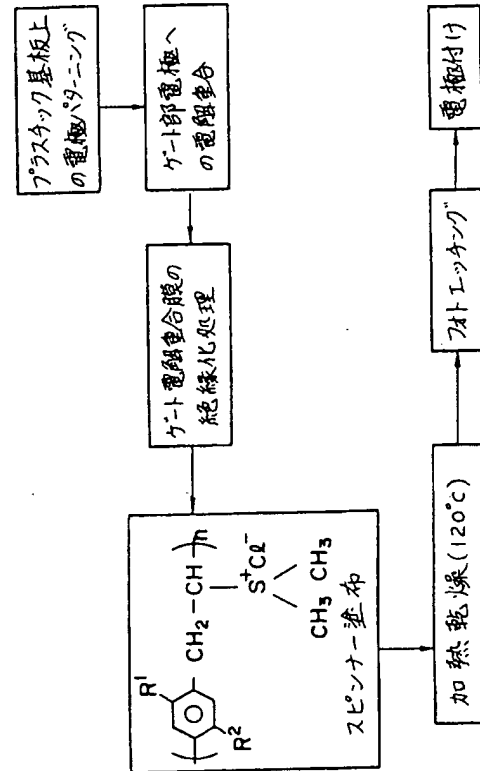 プラスチック基板上
の電極パターニング
ゲート部電極へ
の電解重合
ゲート電解重合膜の
絶縁化処理
R¹
R²
CH₂ — CH
n
S⁺Cl⁻
CH₃ CH₃
スピンナー塗布
加熱乾燥(120°C)
フォトエッチング
電極付け